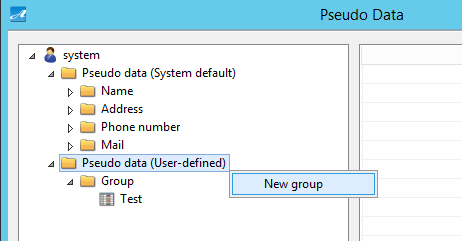 Pseudo Data
system
Pseudo data (System default)
Name
Address
Phone number
Mail
Pseudo data (User-defined)
Group
New group
Test